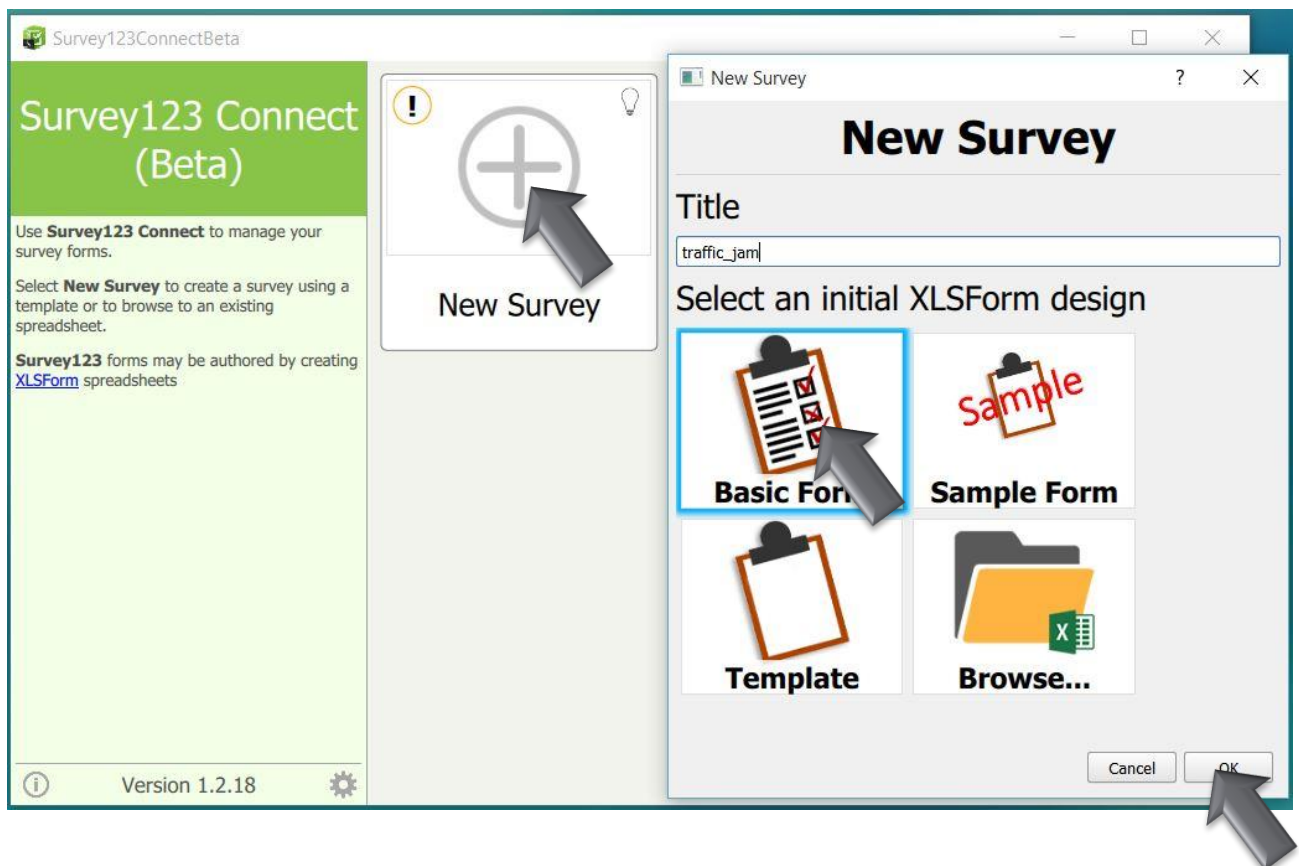 Survey123ConnectBeta
Survey123 Connect
(Beta)
Use Survey123 Connect to manage your
survey forms.
Select New Survey to create a survey using a
template or to browse to an existing
spreadsheet.
Survey123 forms may be authored by creating
XLSForm spreadsheets
Version 1.2.18
!
New Survey
New Survey
?
New Survey
Title
traffic_jam
Select an initial XLSForm design
Basic Form
Sample
Sample Form
Template
X
Browse...
Cancel
OK